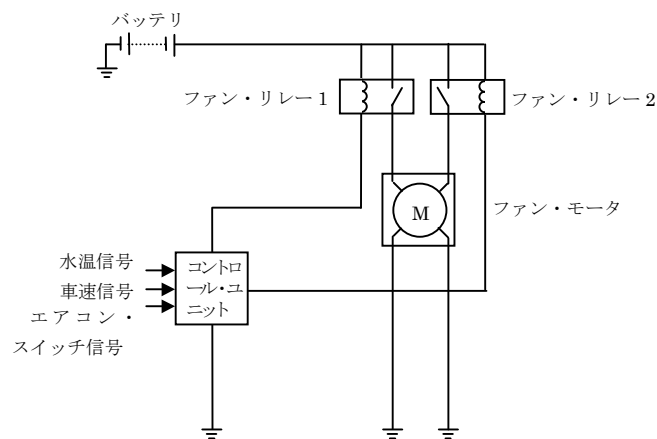 バッテリ
ファン・リレー 1
ファン・リレー 2
ファン・モータ
M
水温信号
車速信号
エアコン・
スイッチ信号
コントロ
ール・ユ
ニット